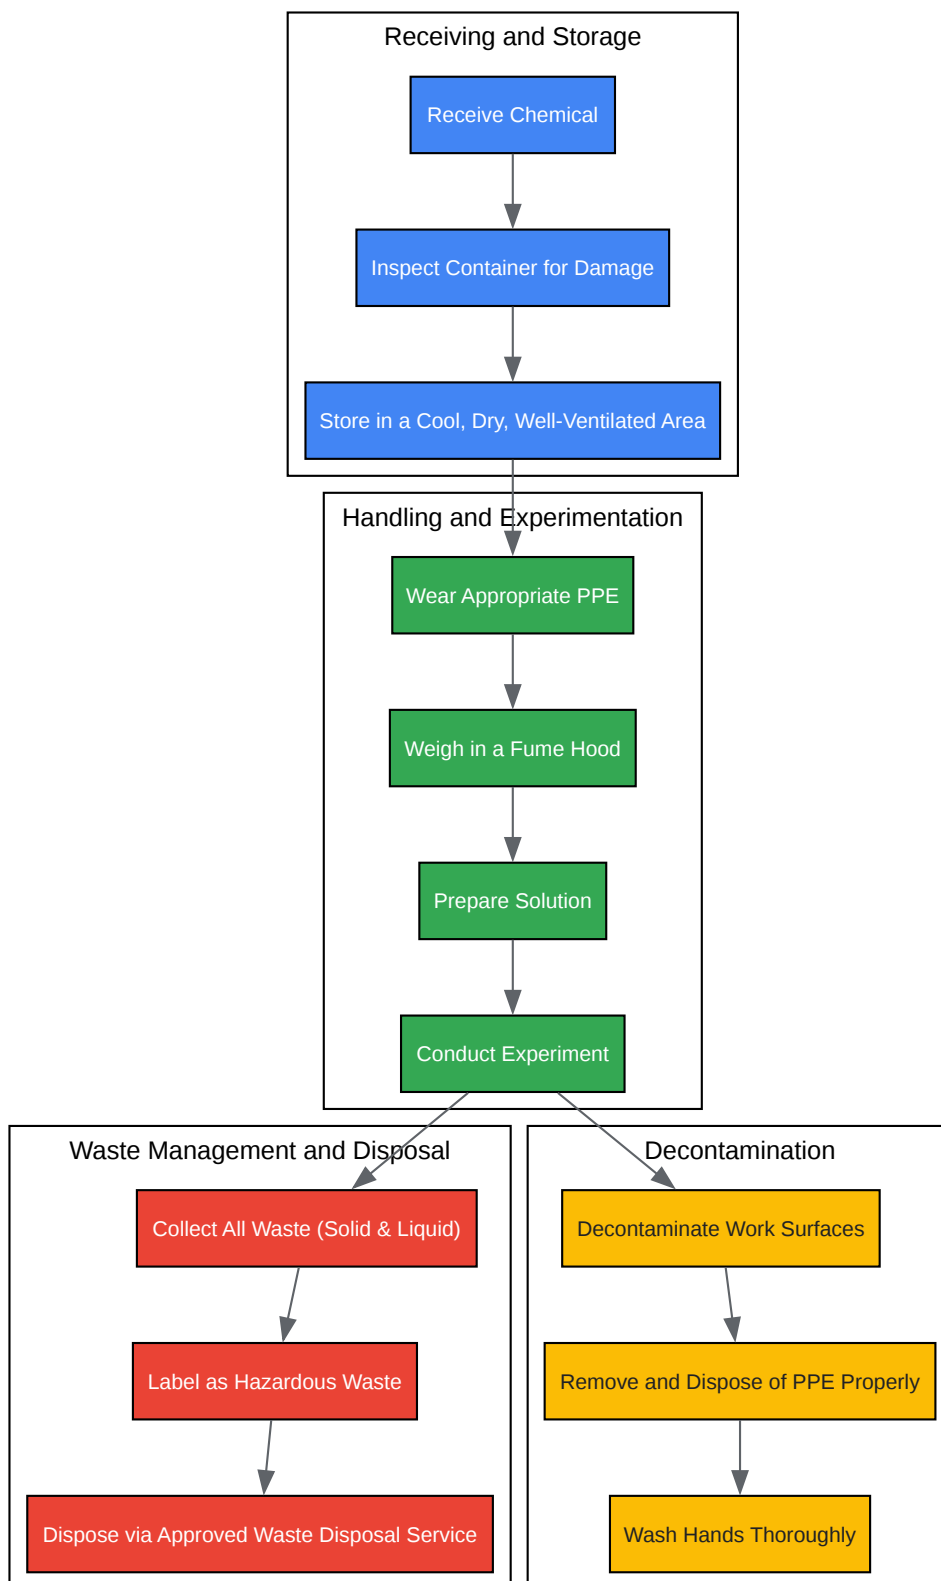 Receiving and Storage
Receive Chemical
Inspect Container for Damage
Store in a Cool, Dry, Well-Ventilated Area
Handling and Experimentation
Wear Appropriate PPE
Weigh in a Fume Hood
Prepare Solution
Conduct Experiment
Waste Management and Disposal
Collect All Waste (Solid & Liquid)
Label as Hazardous Waste
Dispose via Approved Waste Disposal Service
Decontamination
Decontaminate Work Surfaces
Remove and Dispose of PPE Properly
Wash Hands Thoroughly